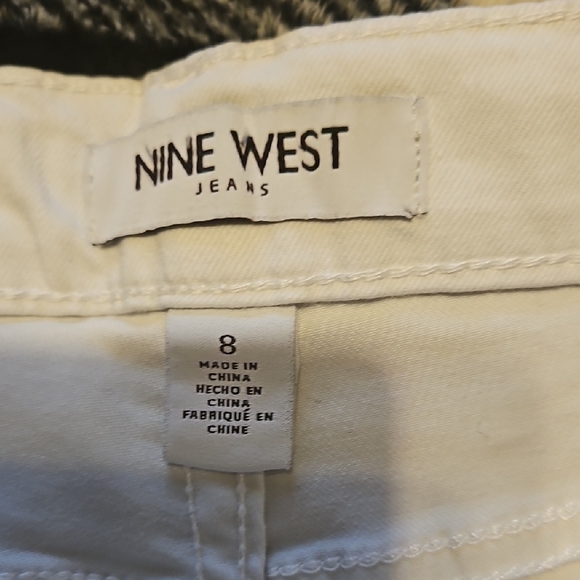 NINE WEST
JEANS
8
MADE IN
CHINA
HECHO EN
CHINA
FABRIQUÉ EN
CHINE